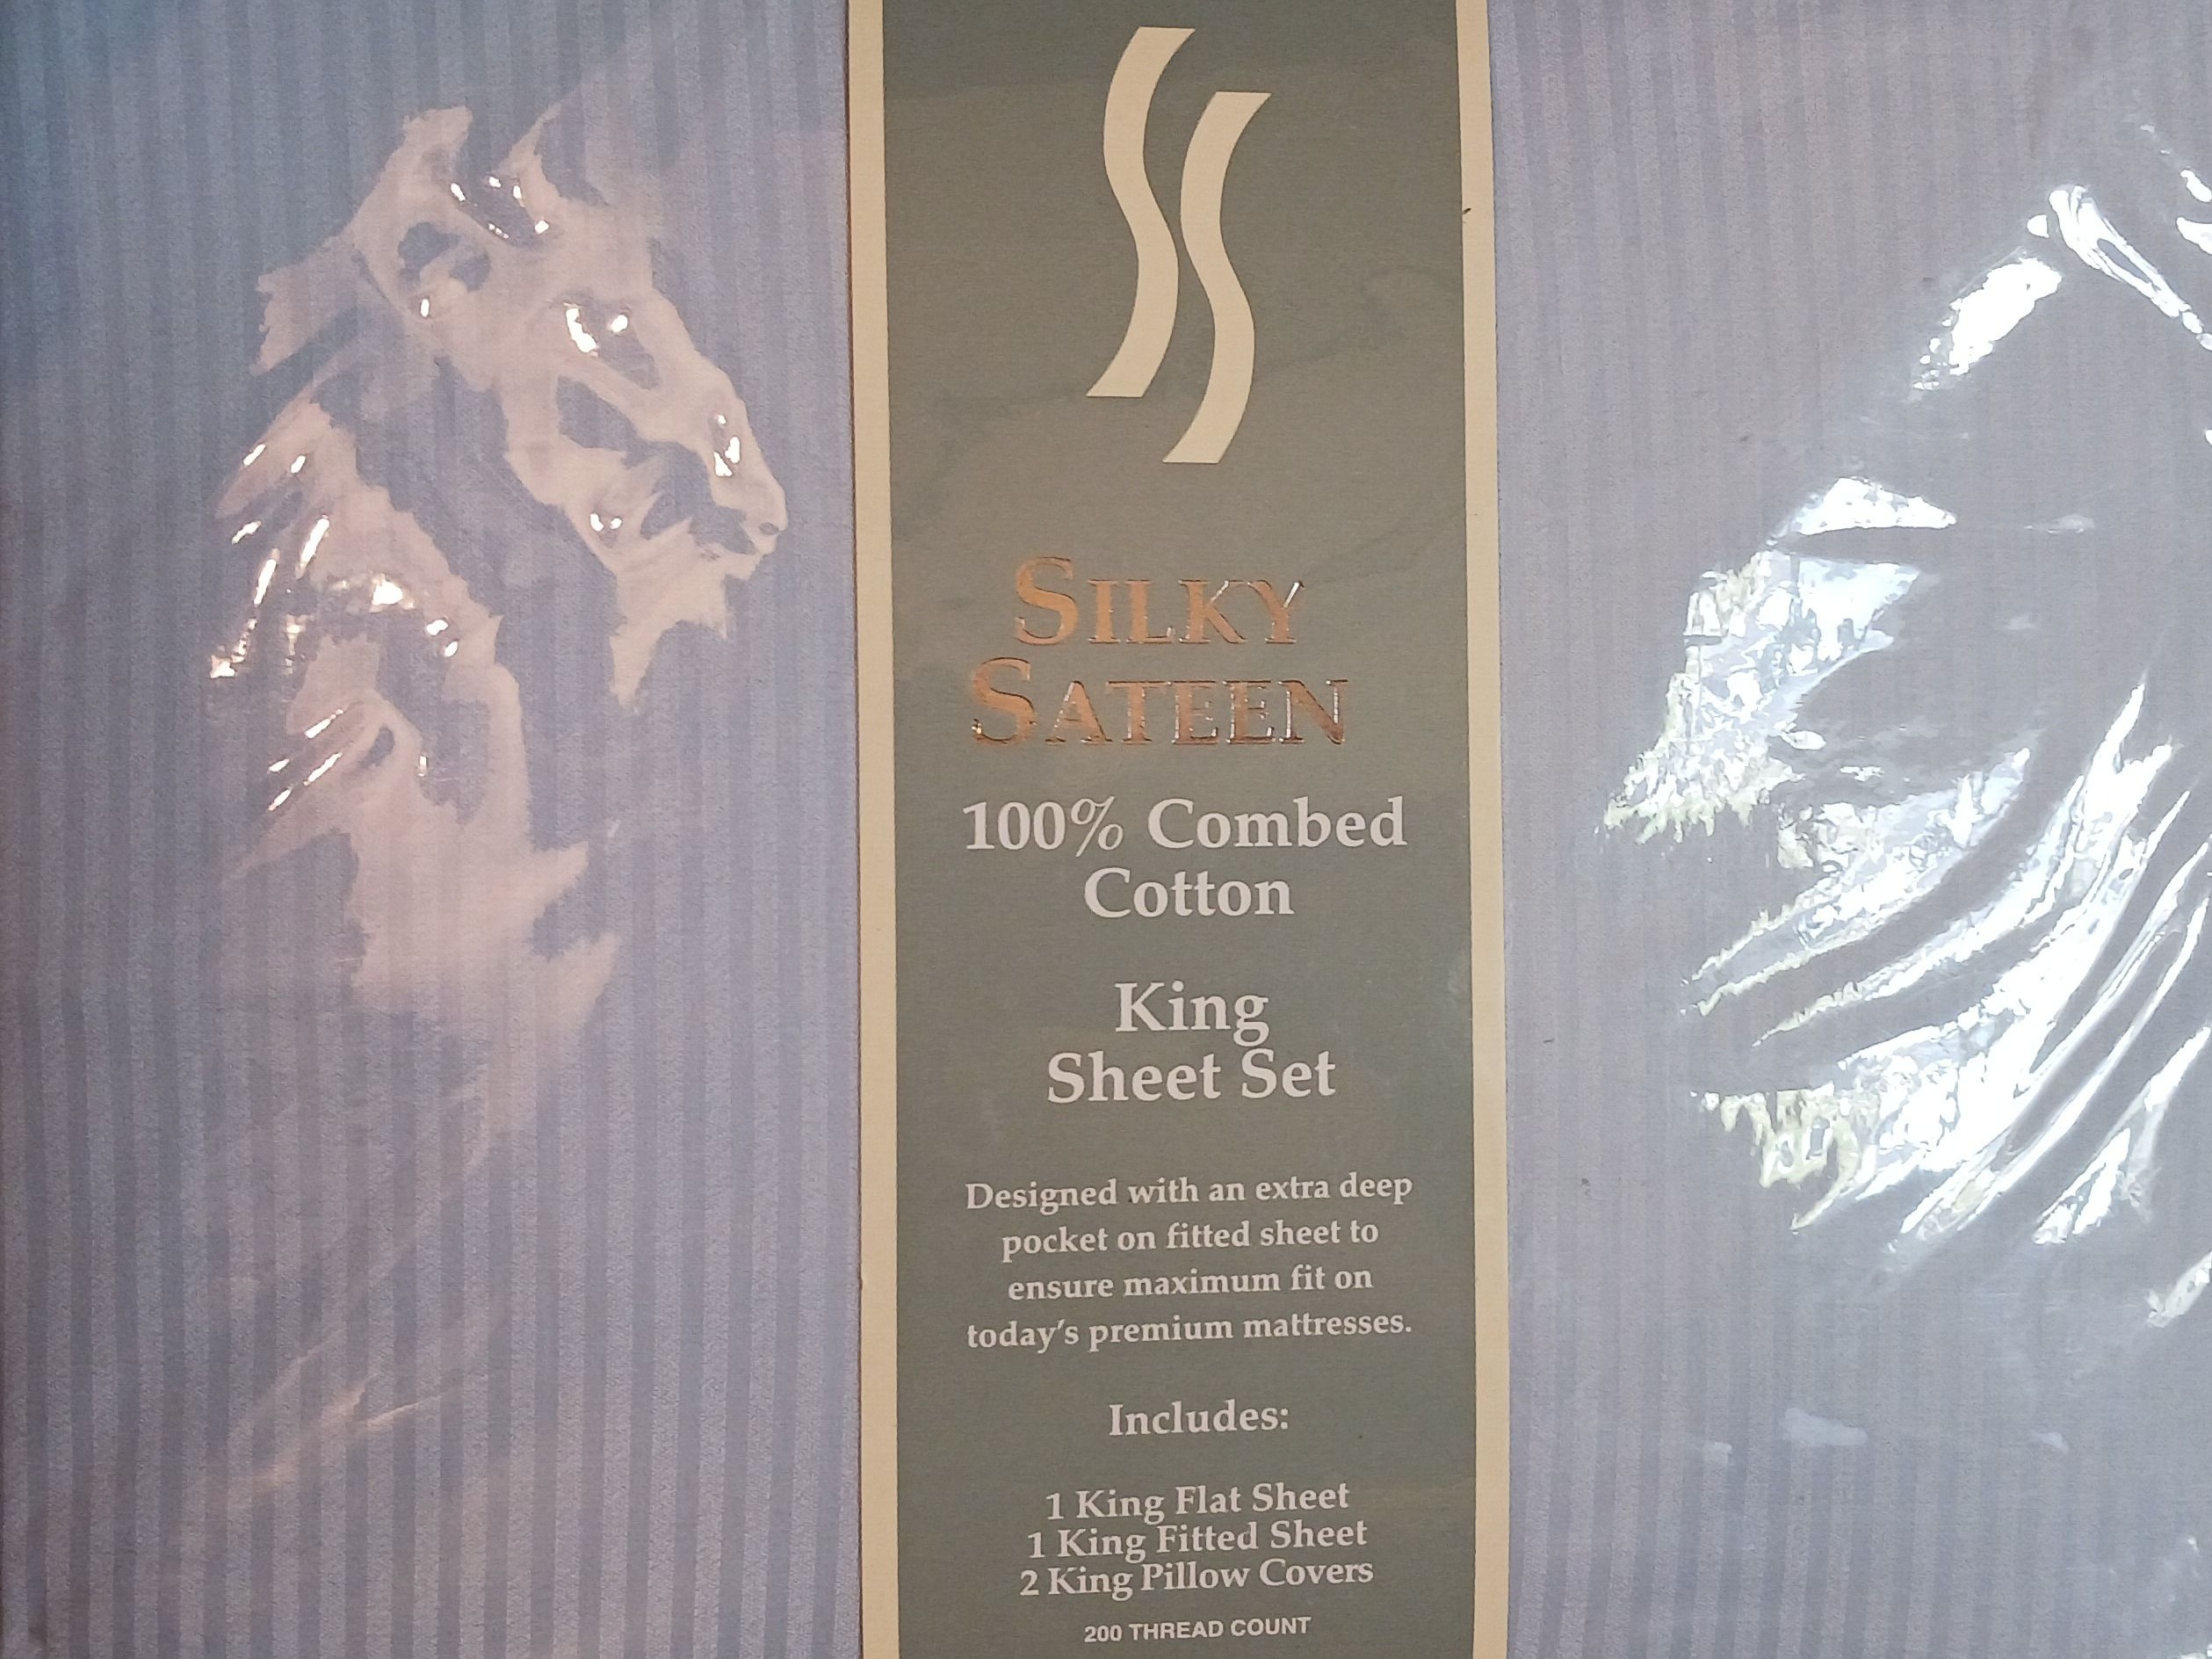 SILKY
SATEEN
100% Combed
Cotton
King
Sheet Set
Designed with an extra deep
pocket on fitted sheet to
ensure maximum fit on
today's premium mattresses.
Includes:
1 King Flat Sheet
1 King Fitted Sheet
2 King Pillow Covers
200 THREAD COUNT